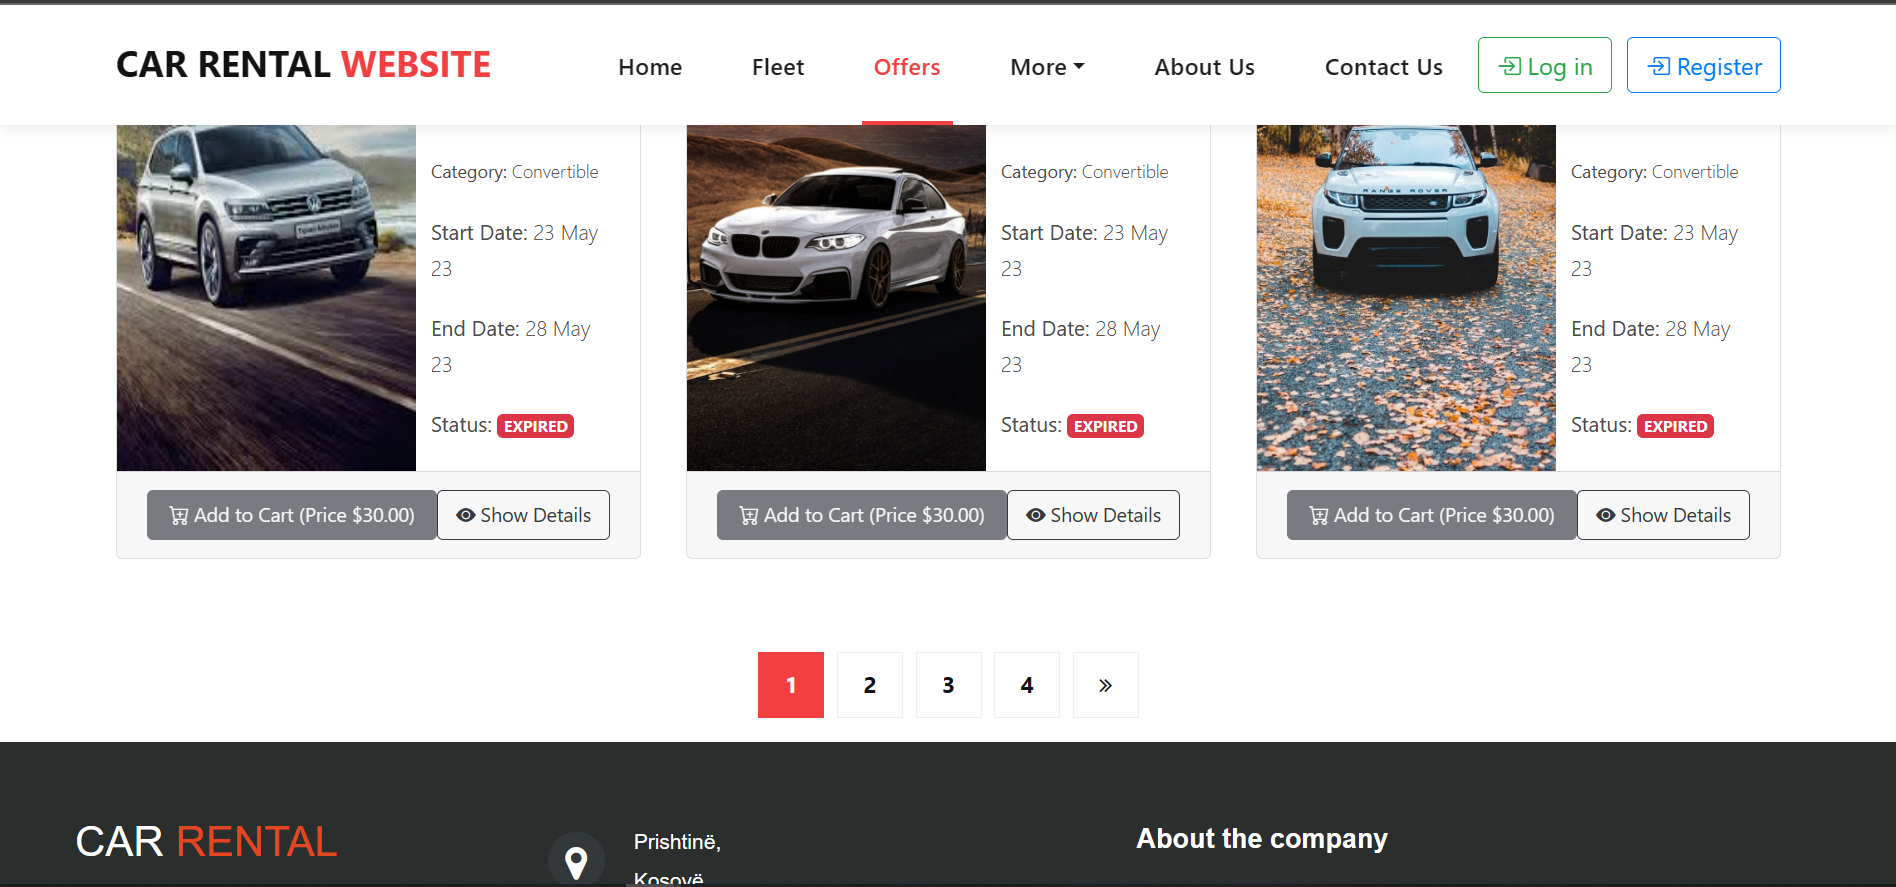 CAR RENTAL WEBSITE
Home
Fleet
Offers
More
About Us
Contact Us
Log in
Register
Category: Convertible
Start Date: 23 May
23
End Date: 28 May
23
Status: EXPIRED
Add to Cart (Price $30.00)
Show Details
Category: Convertible
Start Date: 23 May
23
End Date: 28 May
23
Status: EXPIRED
Add to Cart (Price $30.00)
Show Details
RANGE ROVER
Category: Convertible
Start Date: 23 May
23
End Date: 28 May
23
Status: EXPIRED
Add to Cart (Price $30.00)
Show Details
1
2
3
4
»
CAR RENTAL
Prishtinë,
Kosovë
About the company